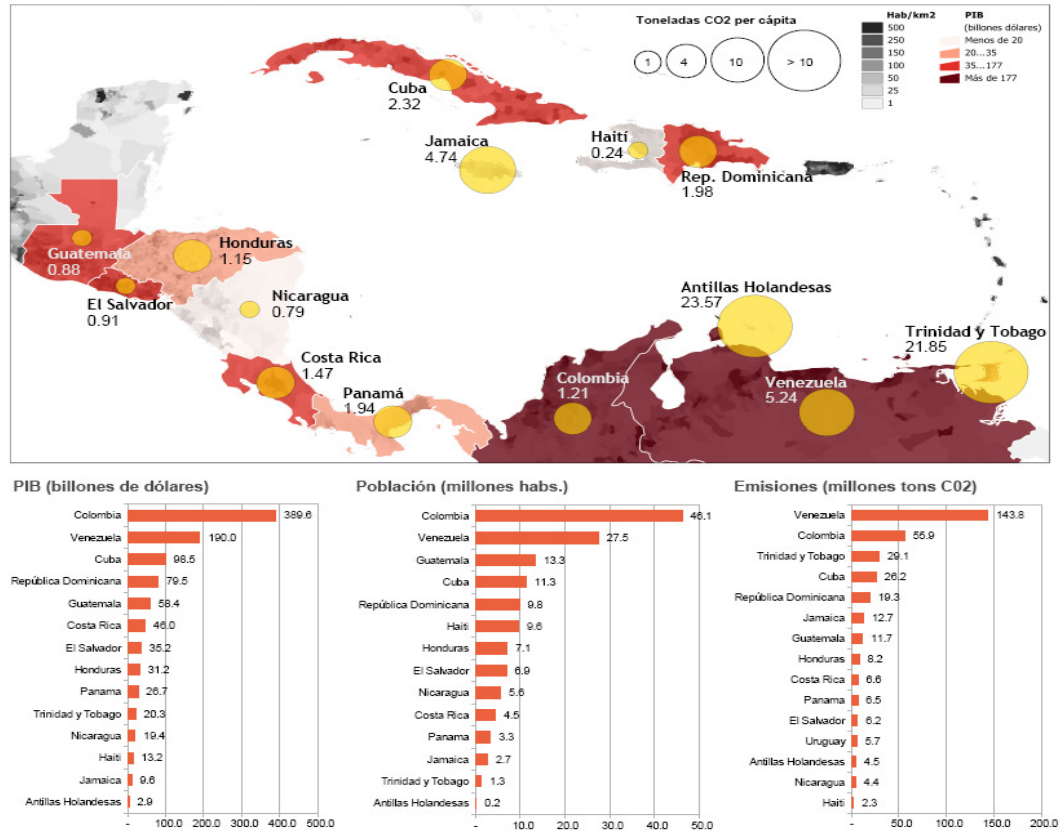 Toneladas CO2 per cápita
1
4
10
> 10
Hab/km2
500
250
150
100
50
25
1
PIB
(billones dólares)
Menos de 20
20...35
35...177
Más de 177
Cuba
2.32
Jamaica
4.74
Haití
0.24
Rep. Dominicana
1.98
Guatemala
0.88
Honduras
1.15
El Salvador
0.91
Nicaragua
0.79
Costa Rica
1.47
Panamá
1.94
Antillas Holandesas
23.57
Trinidad y Tobago
21.85
Colombia
1.21
Venezuela
5.24
PIB (billones de dólares)
Colombia 389.6
Venezuela 190.0
Cuba 98.5
República Dominicana 79.5
Guatemala 58.4
Costa Rica 46.0
El Salvador 35.2
Honduras 31.2
Panama 26.7
Trinidad y Tobago 20.3
Nicaragua 19.4
Haiti 13.2
Jamaica 9.6
Antillas Holandesas 2.9
- 100.0 200.0 300.0 400.0 500.0
Población (millones habs.)
Colombia 46.1
Venezuela 27.5
Guatemala 13.3
Cuba 11.3
República Dominicana 9.8
Haiti 9.6
Honduras 7.1
El Salvador 6.9
Nicaragua 5.6
Costa Rica 4.5
Panama 3.3
Jamaica 2.7
Trinidad y Tobago 1.3
Antillas Holandesas 0.2
- 10.0 20.0 30.0 40.0 50.0
Emisiones (millones tons C02)
Venezuela 143.8
Colombia 55.9
Trinidad y Tobago 29.1
Cuba 26.2
República Dominicana 19.3
Jamaica 12.7
Guatemala 11.7
Honduras 8.2
Costa Rica 6.6
Panama 6.5
El Salvador 6.2
Uruguay 5.7
Antillas Holandesas 4.5
Nicaragua 4.4
Haiti 2.3
- 50.0 100.0 150.0 200.0